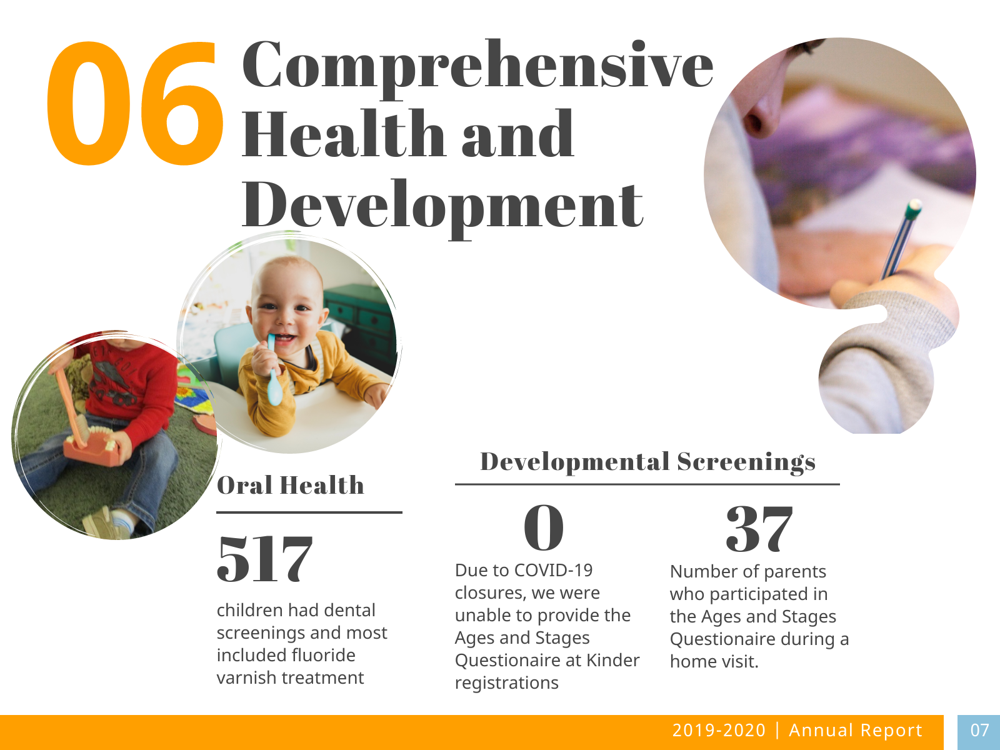 06
Comprehensive
Health and
Development
Oral Health
517
children had dental
screenings and most
included fluoride
varnish treatment
Developmental Screenings
0
Due to COVID-19
closures, we were
unable to provide the
Ages and Stages
Questionaire at Kinder
registrations
37
Number of parents
who participated in
the Ages and Stages
Questionaire during a
home visit.
2019-2020 | Annual Report
07